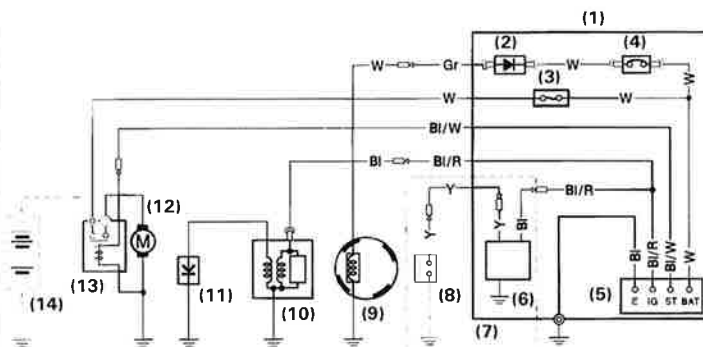 (1)
(2)
(4)
W
Gr
W
(3)
W
W
W
Bl/W
Bl
Bl/R
Y
Bl/R
(12)
Y
Y
Bl
M
Bl
Bl/R
Bl/W
W
K
(5)
E
IG
ST
BAT
(13)
(11)
(8)
(6)
(14)
(10)
(9)
(7)